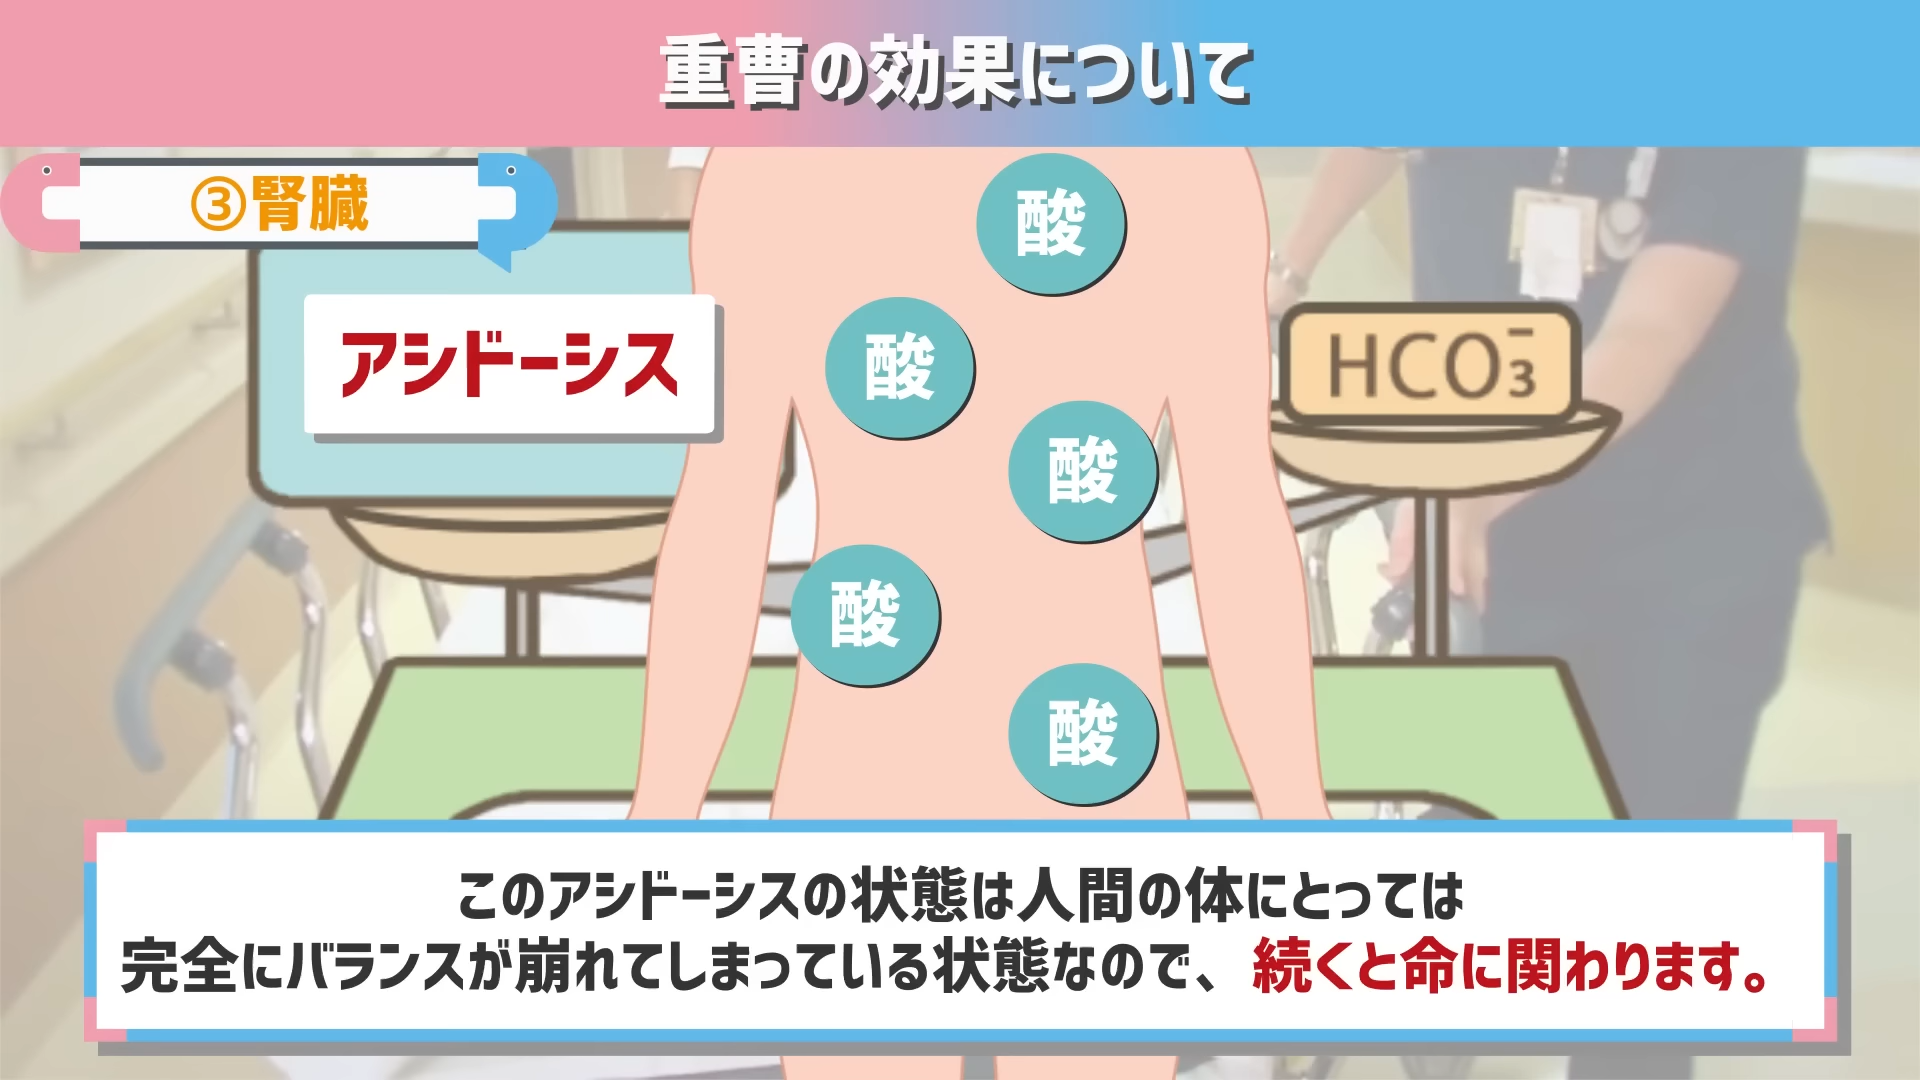 重曹の効果について
③腎臓
アシドーシス
酸
酸
酸
酸
酸
HCO₃⁻
このアシドーシスの状態は人間の体にとっては
完全にバランスが崩れてしまっている状態なので、続くと命に関わります。